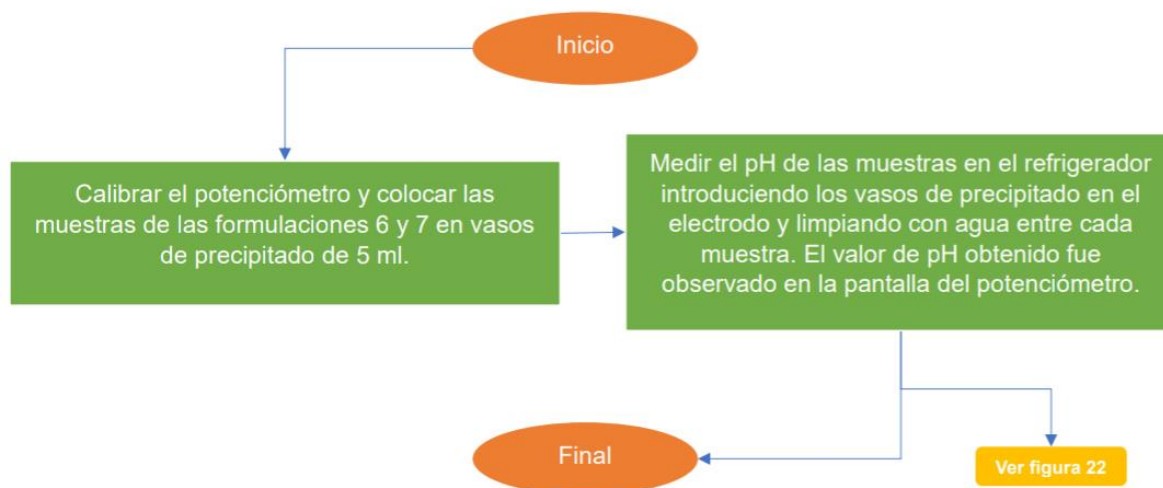 Inicio
Calibrar el potenciómetro y colocar las
muestras de las formulaciones 6 y 7 en vasos
de precipitado de 5 ml.
Medir el pH de las muestras en el refrigerador
introduciendo los vasos de precipitado en el
electrodo y limpiando con agua entre cada
muestra. El valor de pH obtenido fue
observado en la pantalla del potenciómetro.
Final
Ver figura 22